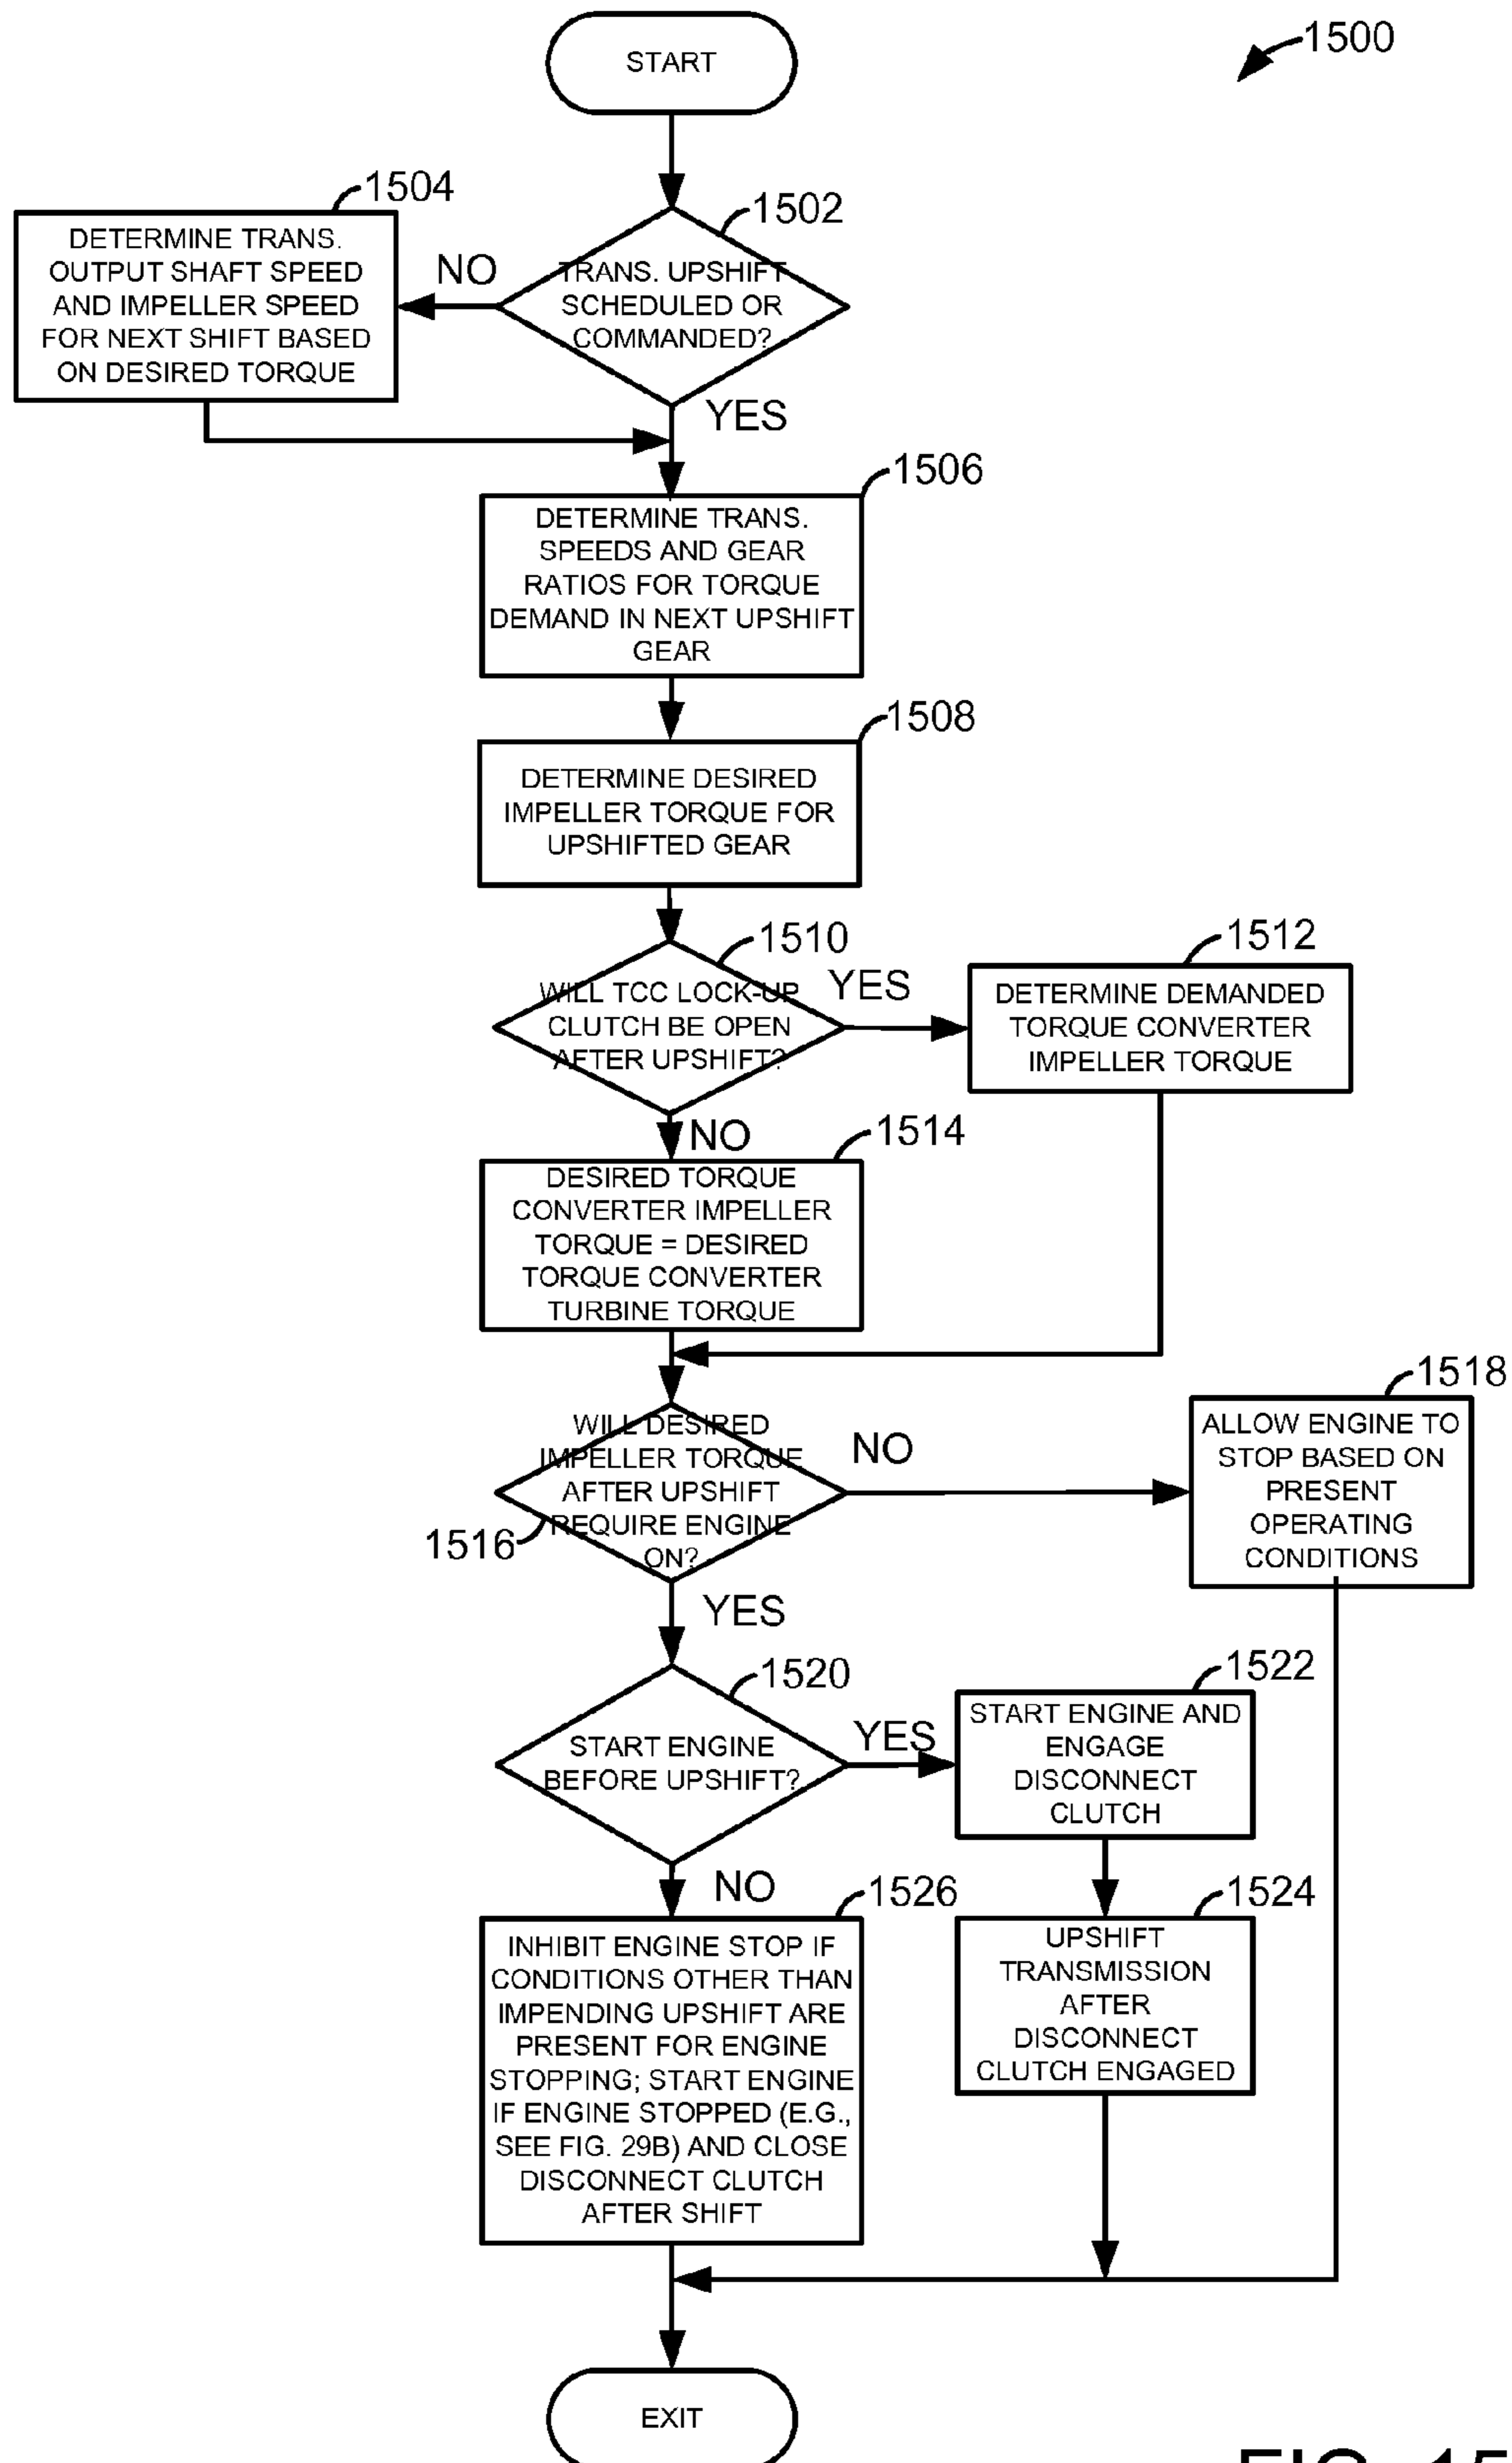 START
1500
1504
1502
DETERMINE TRANS.
OUTPUT SHAFT SPEED
AND IMPELLER SPEED
FOR NEXT SHIFT BASED
ON DESIRED TORQUE
NO
TRANS. UPSHIFT
SCHEDULED OR
COMMANDED?
YES
1506
DETERMINE TRANS.
SPEEDS AND GEAR
RATIOS FOR TORQUE
DEMAND IN NEXT UPSHIFT
GEAR
1508
DETERMINE DESIRED
IMPELLER TORQUE FOR
UPSHIFTED GEAR
1510
WILL TCC LOCK-UP
CLUTCH BE OPEN
AFTER UPSHIFT?
YES
1512
DETERMINE DEMANDED
TORQUE CONVERTER
IMPELLER TORQUE
NO
1514
DESIRED TORQUE
CONVERTER IMPELLER
TORQUE = DESIRED
TORQUE CONVERTER
TURBINE TORQUE
1516
WILL DESIRED
IMPELLER TORQUE
AFTER UPSHIFT
REQUIRE ENGINE
ON?
NO
1518
ALLOW ENGINE TO
STOP BASED ON
PRESENT
OPERATING
CONDITIONS
YES
1520
START ENGINE
BEFORE UPSHIFT?
YES
1522
START ENGINE AND
ENGAGE
DISCONNECT
CLUTCH
NO
1526
INHIBIT ENGINE STOP IF
CONDITIONS OTHER THAN
IMPENDING UPSHIFT ARE
PRESENT FOR ENGINE
STOPPING; START ENGINE
IF ENGINE STOPPED (E.G.,
SEE FIG. 29B) AND CLOSE
DISCONNECT CLUTCH
AFTER SHIFT
1524
UPSHIFT
TRANSMISSION
AFTER
DISCONNECT
CLUTCH ENGAGED
EXIT
FIG. 15